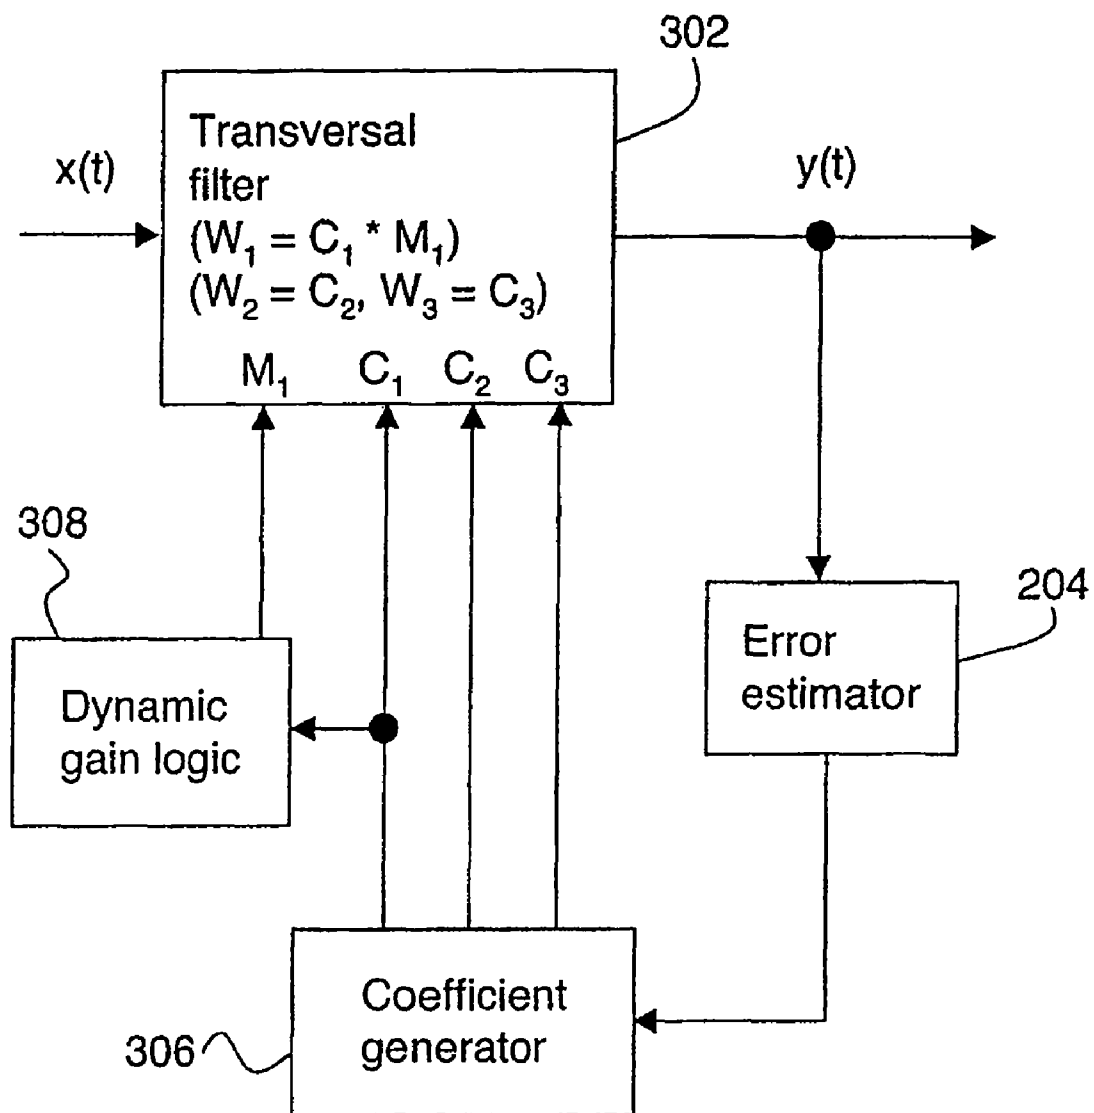 302
Transversal
filter
(W₁ = C₁ * M₁)
(W₂ = C₂, W₃ = C₃)
M₁ C₁ C₂ C₃
x(t)
y(t)
308
Dynamic
gain logic
204
Error
estimator
Coefficient
generator
306